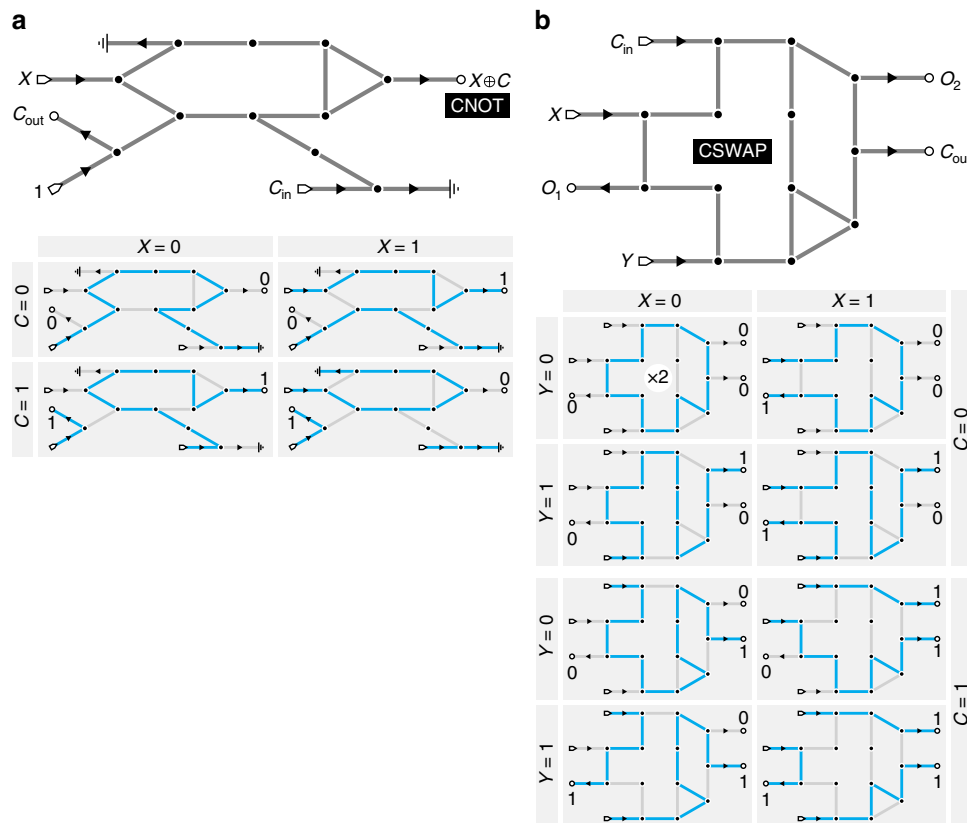 a
X
C_out
1
C_in
X⊕C
CNOT
X = 0
X = 1
C = 0
0
0
1
0
C = 1
1
1
0
1
b
C_in
X
O_1
Y
CSWAP
O_2
C_ou
X = 0
X = 1
Y = 0
×2
0
0
0
0
0
1
C = 0
Y = 1
1
0
0
1
0
1
Y = 0
0
1
0
1
1
0
C = 1
Y = 1
0
1
1
1
1
1